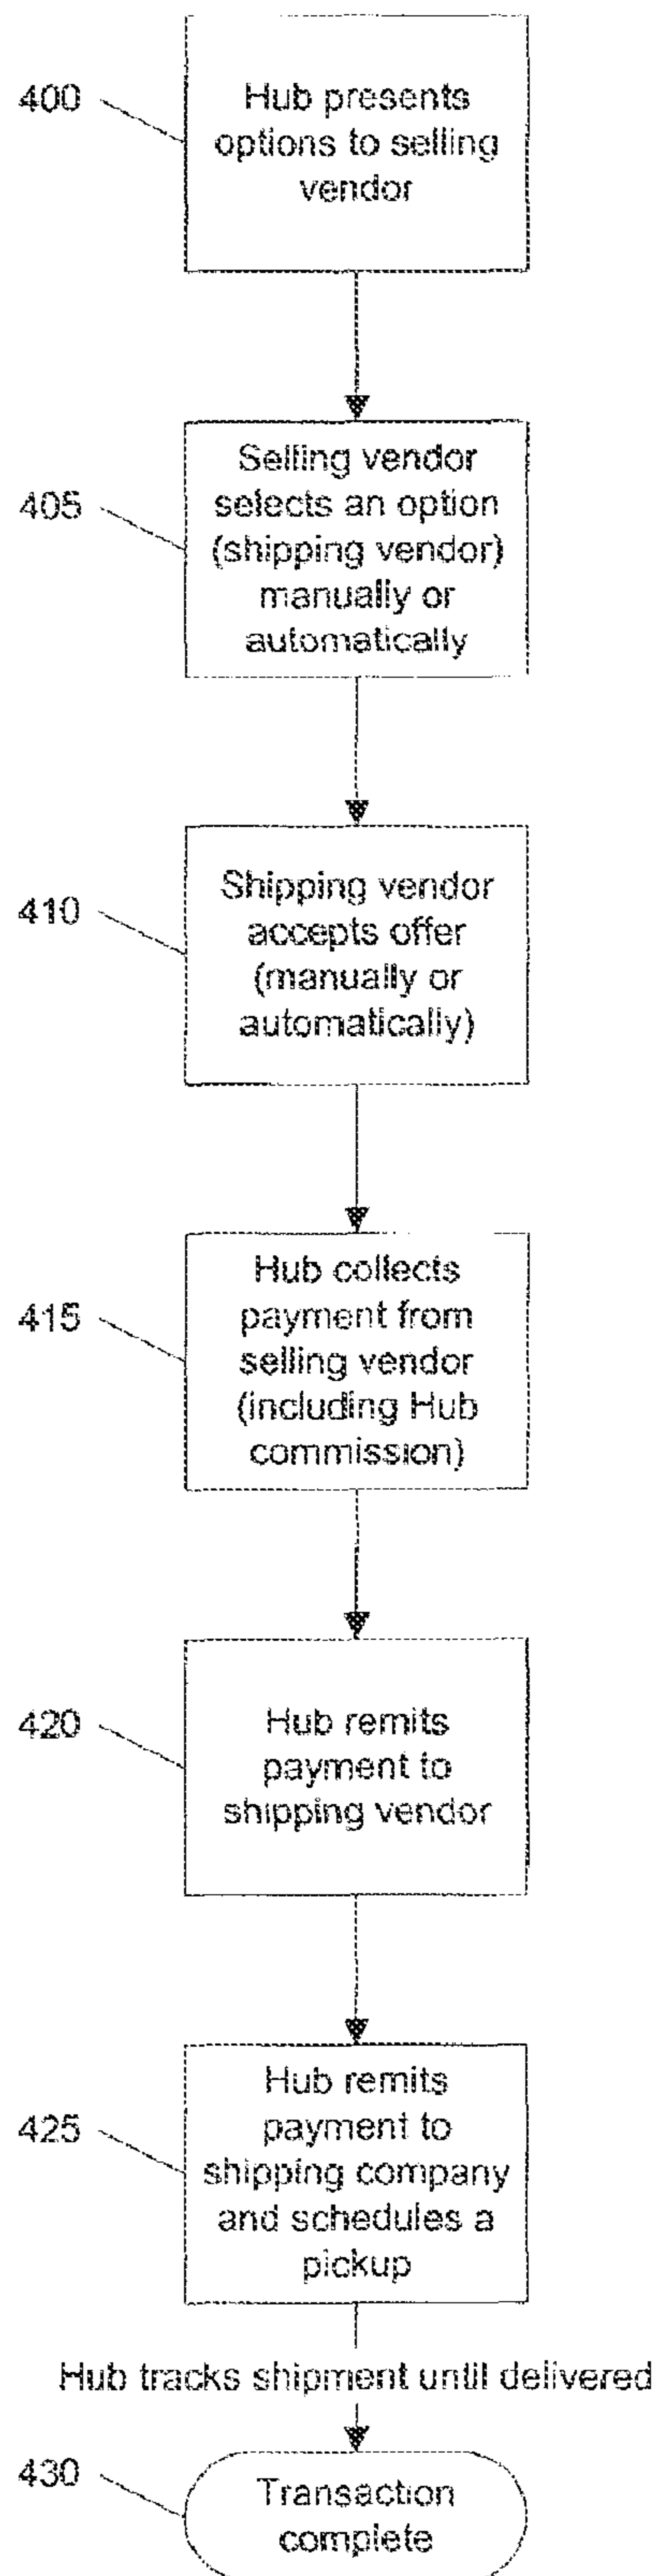 400
Hub presents
options to selling
vendor
405
Selling vendor
selects an option
(shipping vendor)
manually or
automatically
410
Shipping vendor
accepts offer
(manually or
automatically)
415
Hub collects
payment from
selling vendor
(including Hub
commission)
420
Hub remits
payment to
shipping vendor
425
Hub remits
payment to
shipping company
and schedules a
pickup
Hub tracks shipment until delivered
430
Transaction
complete